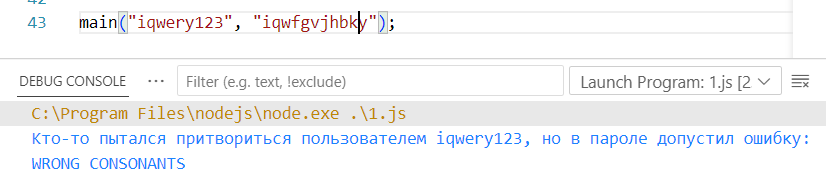 43 main("iqwery123", "iqwfgvjhbky");
DEBUG CONSOLE ... Filter (e.g. text, !exclude) Launch Program: 1.js [2
C:\Program Files\nodejs\node.exe .\1.js
Кто-то пытался притвориться пользователем iqwery123, но в пароле допустил ошибку:
WRONG CONSONANTS